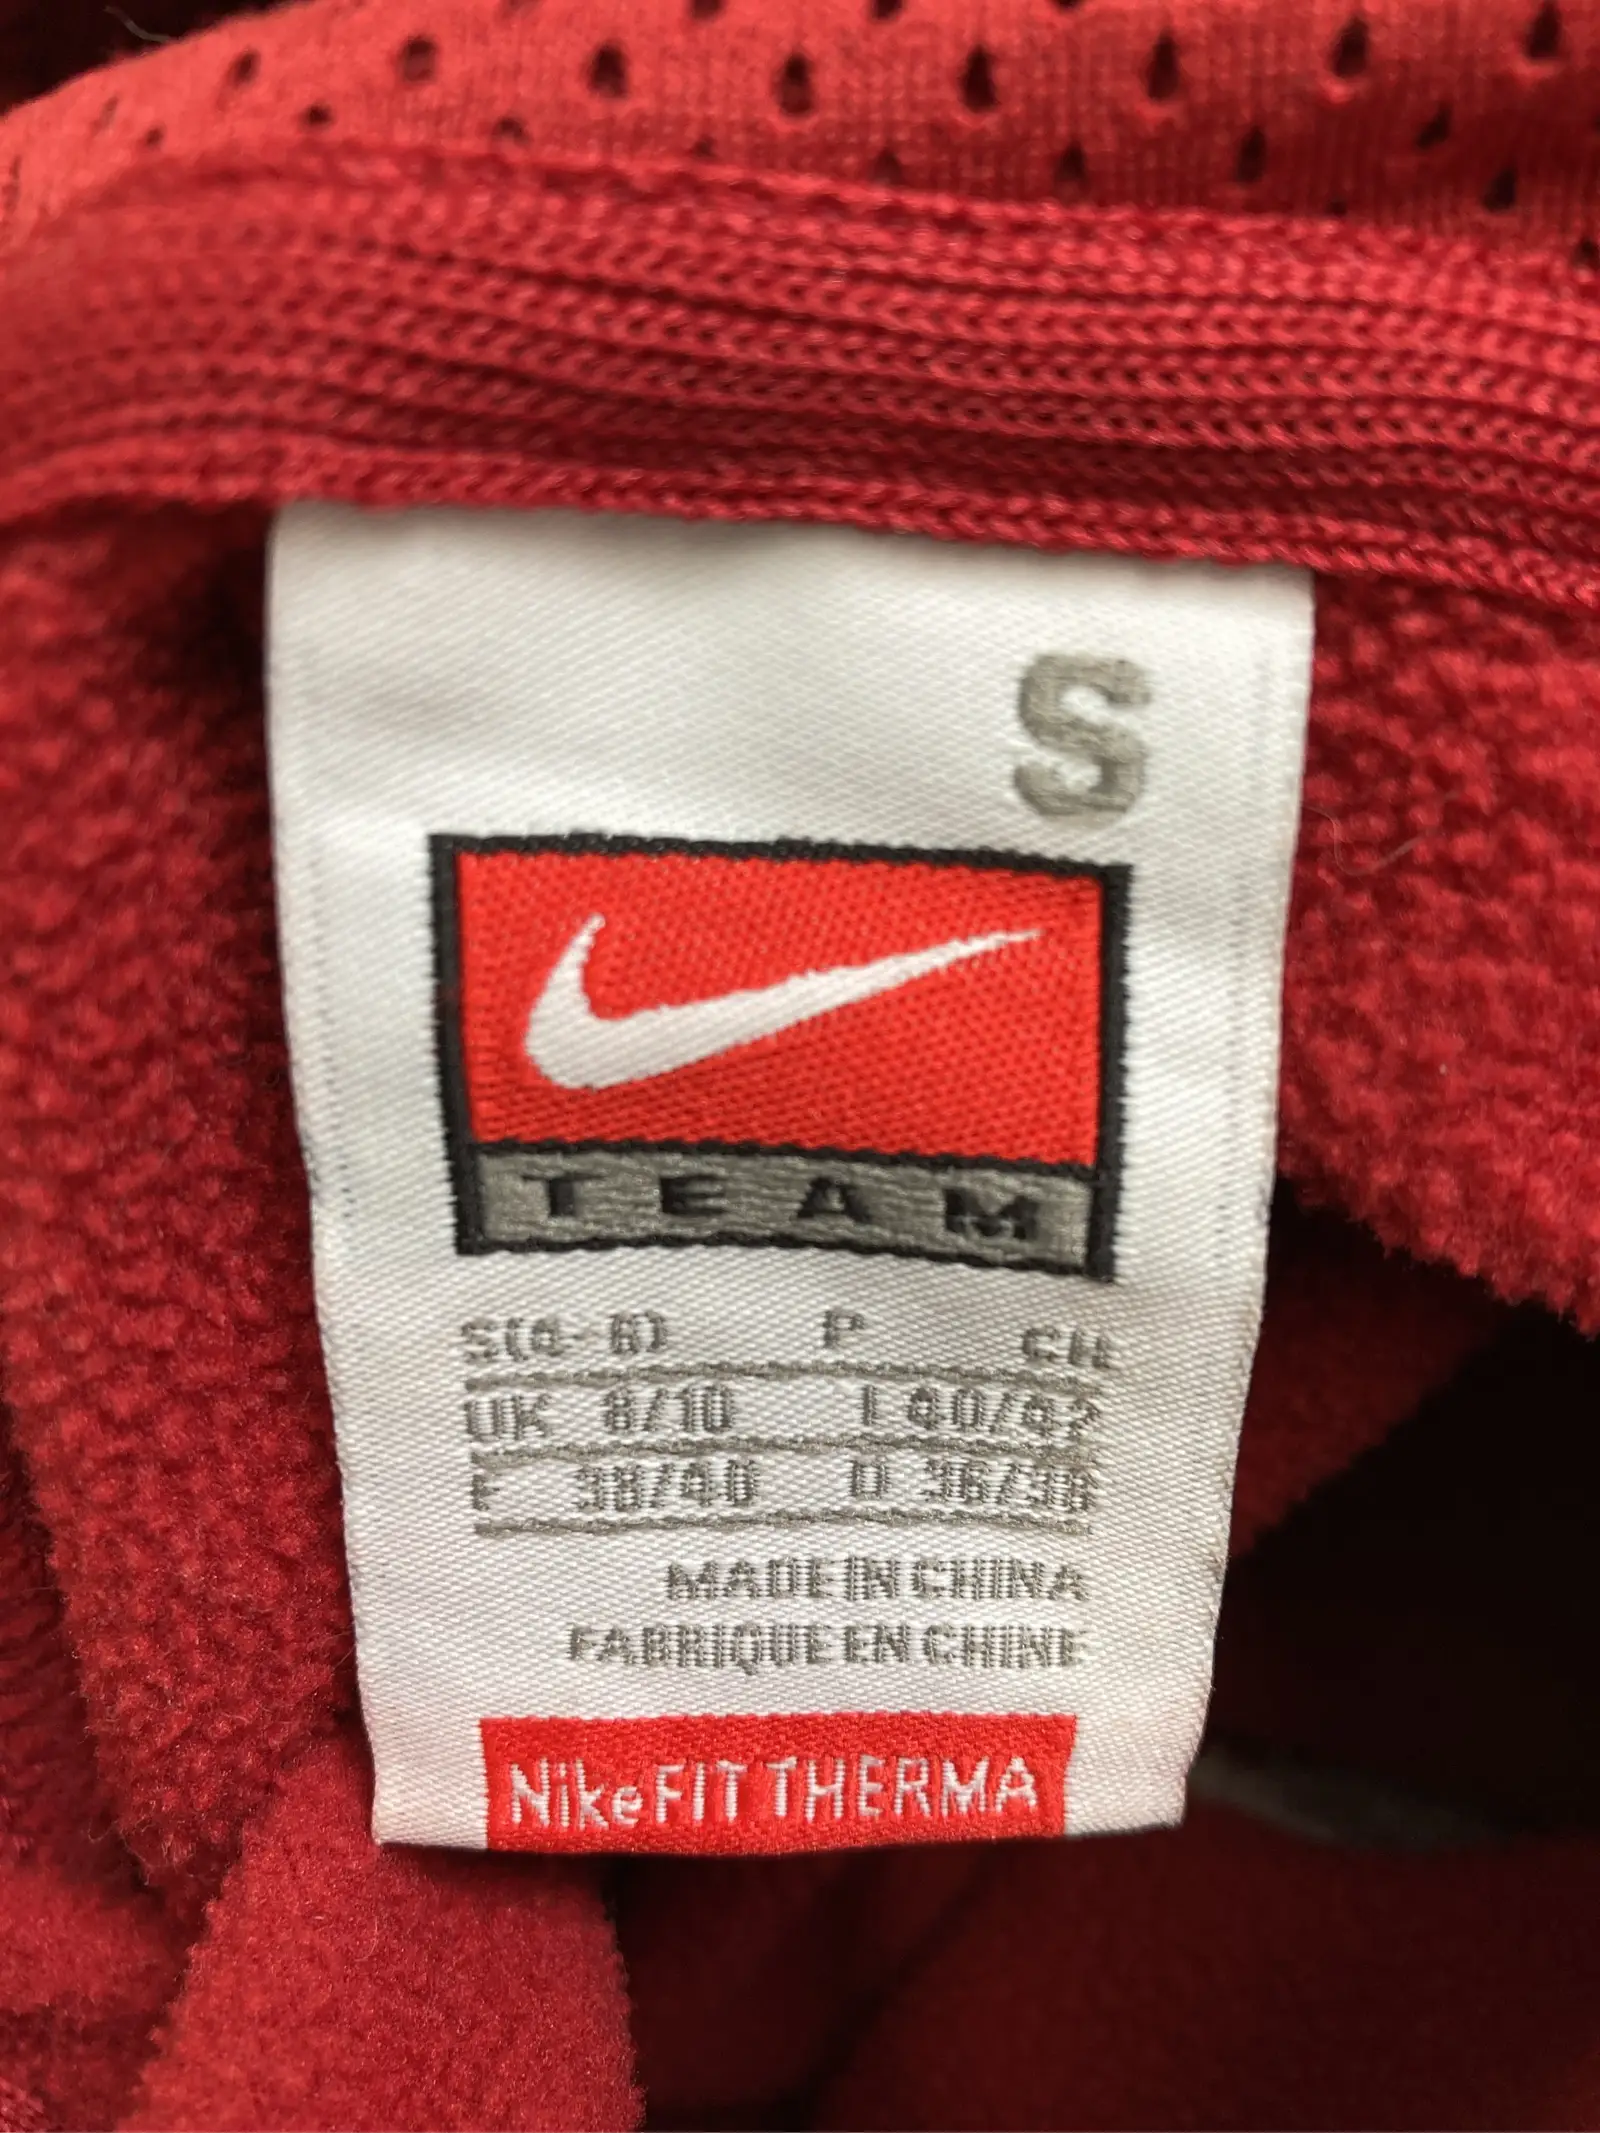 S
TEAM
S(4-6) P CH
UK 8/10 I 40/42
F 38/40 D 36/38
MADE IN CHINA
FABRIQUE EN CHINE
NikeFIT THERMA